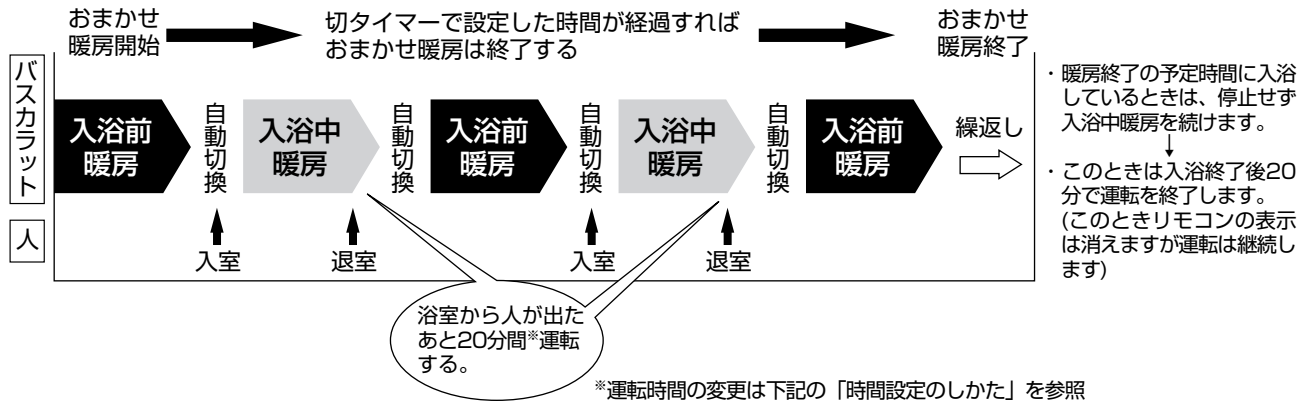 おまかせ
暖房開始
切タイマーで設定した時間が経過すれば
おまかせ暖房は終了する
おまかせ
暖房終了
バスカラット
人
入浴前
暖房
自動切換
入浴中
暖房
自動切換
入浴前
暖房
自動切換
入浴中
暖房
自動切換
入浴前
暖房
繰返し
入室
退室
入室
退室
浴室から人が出た
あと20分間※運転
する。
・暖房終了の予定時間に入浴
しているときは、停止せず
入浴中暖房を続けます。
・このときは入浴終了後20
分で運転を終了します。
(このときリモコンの表示
は消えますが運転は継続し
ます)
※運転時間の変更は下記の「時間設定のしかた」を参照